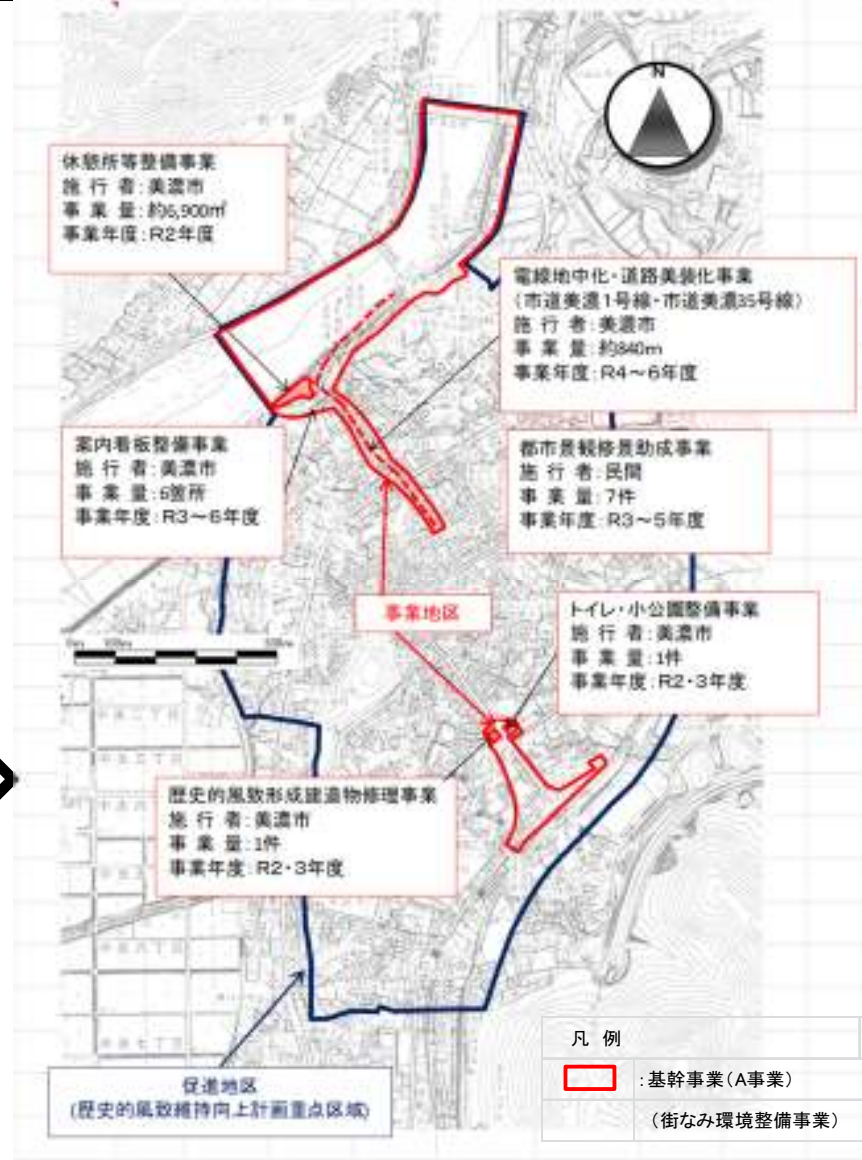 N
休憩所等整備事業
施 行 者：美濃市
事 業 量：約6,900㎡
事業年度：R2年度
電線地中化・道路美装化事業
（市道美濃1号線・市道美濃35号線）
施 行 者：美濃市
事 業 量：約840m
事業年度：R4～6年度
案内看板整備事業
施 行 者：美濃市
事 業 量：6箇所
事業年度：R3～6年度
都市景観修景助成事業
施 行 者：民間
事 業 量：7件
事業年度：R3～5年度
事業地区
トイレ・小公園整備事業
施 行 者：美濃市
事 業 量：1件
事業年度：R2・3年度
歴史的風致形成建造物修理事業
施 行 者：美濃市
事 業 量：1件
事業年度：R2・3年度
促進地区
(歴史的風致維持向上計画重点区域)
凡 例
：基幹事業（A事業）
（街なみ環境整備事業）